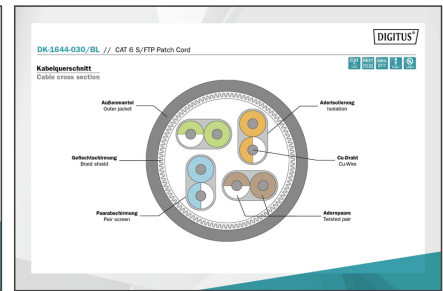 DIGITUS®
DK-1644-030/BL // CAT 6 S/FTP Patch Cord
Kabelquerschnitt
Cable cross section
Außenmantel
Outer jacket
Aderisolierung
Isolation
Geflechtschirmung
Braid shield
Cu-Draht
Cu-Wire
Paarabschirmung
Pair screen
Adernpaare
Twisted pair